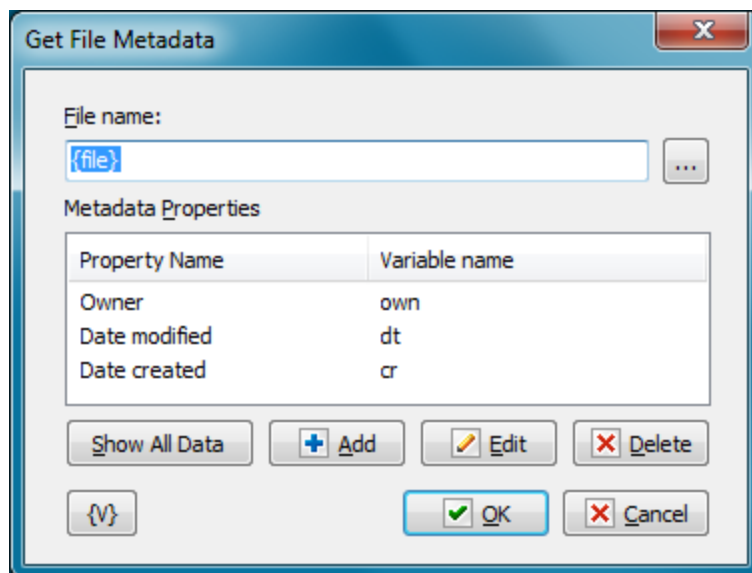 Get File Metadata
File name:
{file}
...
Metadata Properties
Property Name Variable name
Owner own
Date modified dt
Date created cr
Show All Data Add Edit Delete
{V} OK Cancel